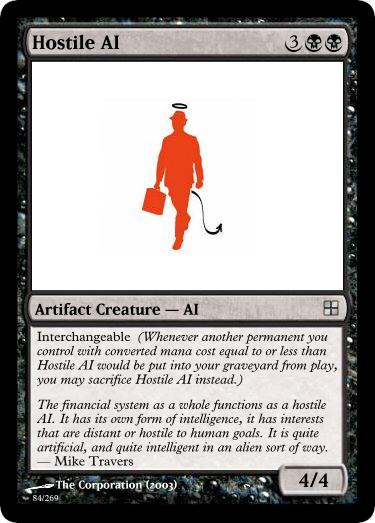 Hostile AI 3
Artifact Creature — AI
Interchangeable (Whenever another permanent you
control with converted mana cost equal to or less than
Hostile AI would be put into your graveyard from play,
you may sacrifice Hostile AI instead.)
The financial system as a whole functions as a hostile
AI. It has its own form of intelligence, it has interests
that are distant or hostile to human goals. It is quite
artificial, and quite intelligent in an alien sort of way.
— Mike Travers
The Corporation (2003)
4/4
84/269